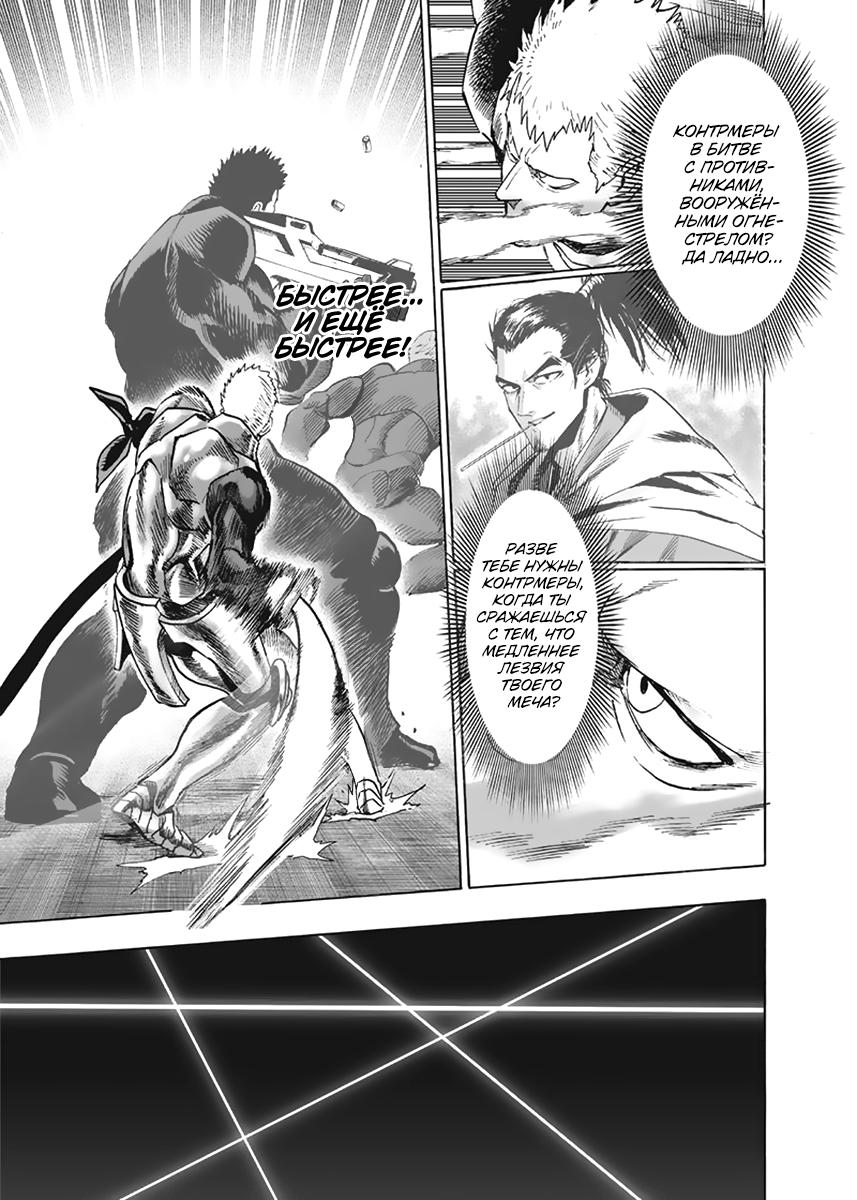 КОНТРМЕРЫ
В БИТВЕ
С ПРОТИВ-
НИКАМИ,
ВООРУЖЁН-
НЫМИ ОГНЕ-
СТРЕЛОМ?
ДА ЛАДНО...
РАЗВЕ
ТЕБЕ НУЖНЫ
КОНТРМЕРЫ,
КОГДА ТЫ
СРАЖАЕШЬСЯ
С ТЕМ, ЧТО
МЕДЛЕННЕЕ
ЛЕЗВИЯ
ТВОЕГО
МЕЧА?
БЫСТРЕЕ...
И ЕЩЁ
БЫСТРЕЕ!